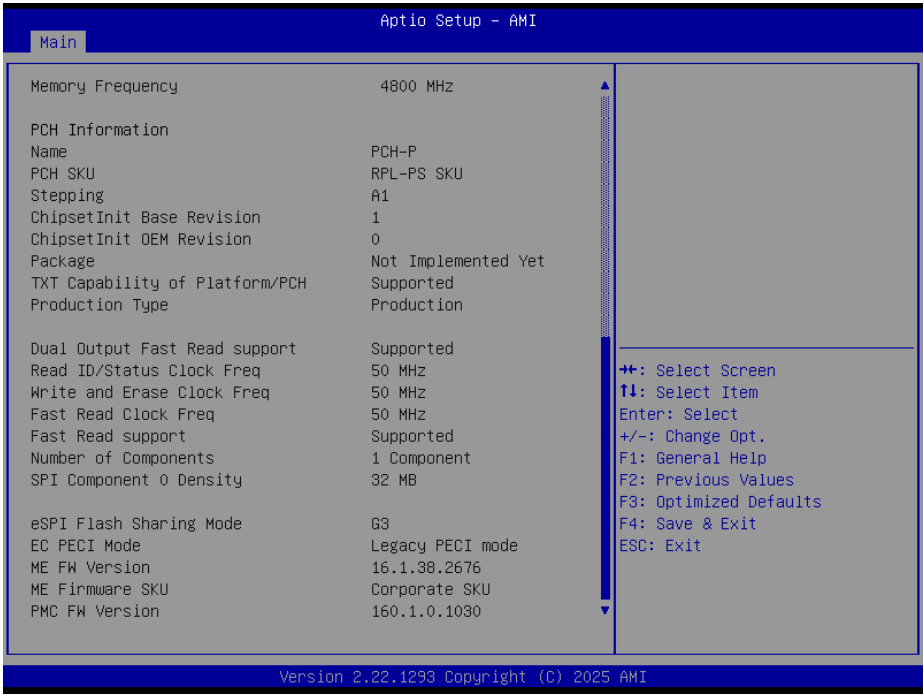 Aptio Setup – AMI
Main
Memory Frequency 4800 MHz
PCH Information
Name PCH-P
PCH SKU RPL-PS SKU
Stepping A1
ChipsetInit Base Revision 1
ChipsetInit OEM Revision 0
Package Not Implemented Yet
TXT Capability of Platform/PCH Supported
Production Type Production
Dual Output Fast Read support Supported
Read ID/Status Clock Freq 50 MHz
Write and Erase Clock Freq 50 MHz
Fast Read Clock Freq 50 MHz
Fast Read support Supported
Number of Components 1 Component
SPI Component 0 Density 32 MB
eSPI Flash Sharing Mode G3
EC PECI Mode Legacy PECI mode
ME FW Version 16.1.38.2676
ME Firmware SKU Corporate SKU
PMC FW Version 160.1.0.1030
→←: Select Screen
↑↓: Select Item
Enter: Select
+/-: Change Opt.
F1: General Help
F2: Previous Values
F3: Optimized Defaults
F4: Save & Exit
ESC: Exit
Version 2.22.1293 Copyright (C) 2025 AMI